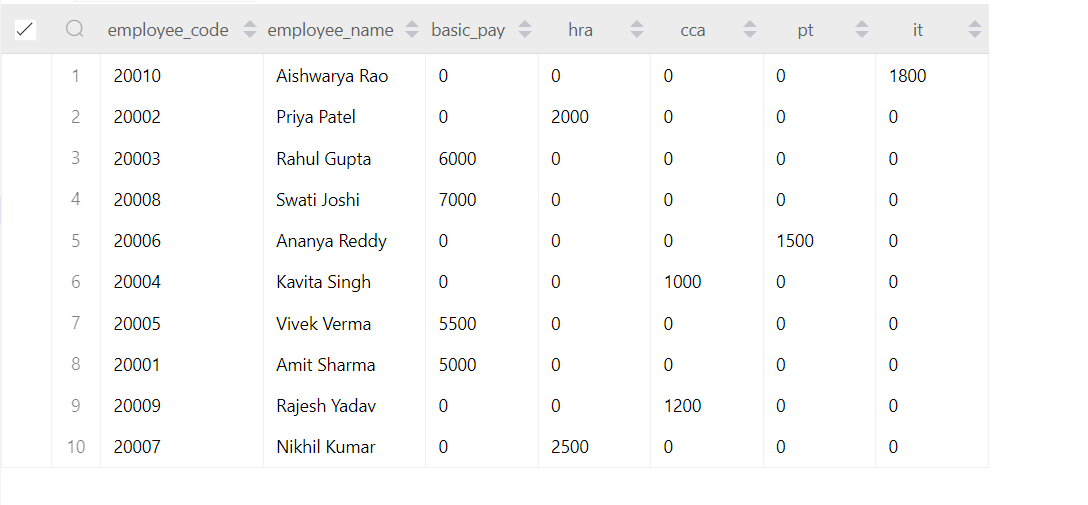 employee_code employee_name basic_pay hra cca pt it
1 20010 Aishwarya Rao 0 0 0 0 1800
2 20002 Priya Patel 0 2000 0 0 0
3 20003 Rahul Gupta 6000 0 0 0 0
4 20008 Swati Joshi 7000 0 0 0 0
5 20006 Ananya Reddy 0 0 0 1500 0
6 20004 Kavita Singh 0 0 1000 0 0
7 20005 Vivek Verma 5500 0 0 0 0
8 20001 Amit Sharma 5000 0 0 0 0
9 20009 Rajesh Yadav 0 0 1200 0 0
10 20007 Nikhil Kumar 0 2500 0 0 0